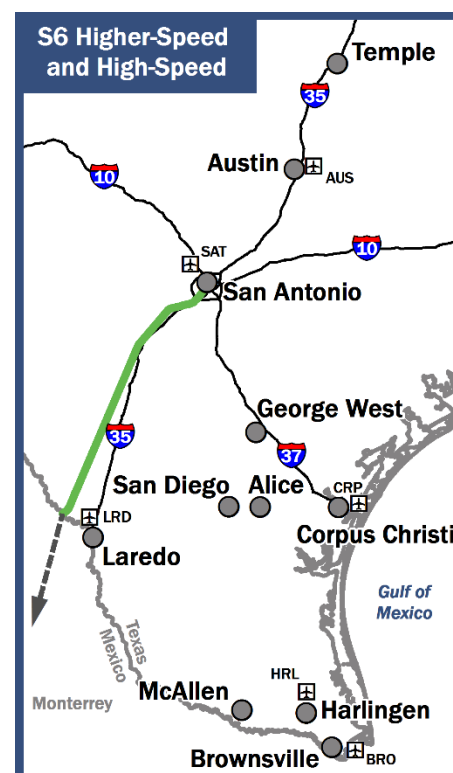 S6 Higher-Speed
and High-Speed
Temple
35
Austin
AUS
10
SAT
10
San Antonio
George West
35
37
San Diego
Alice
CRP
LRD
Corpus Christi
Laredo
Gulf of
Mexico
Texas
Mexico
HRL
McAllen
Monterrey
Harlingen
Brownsville
BRO